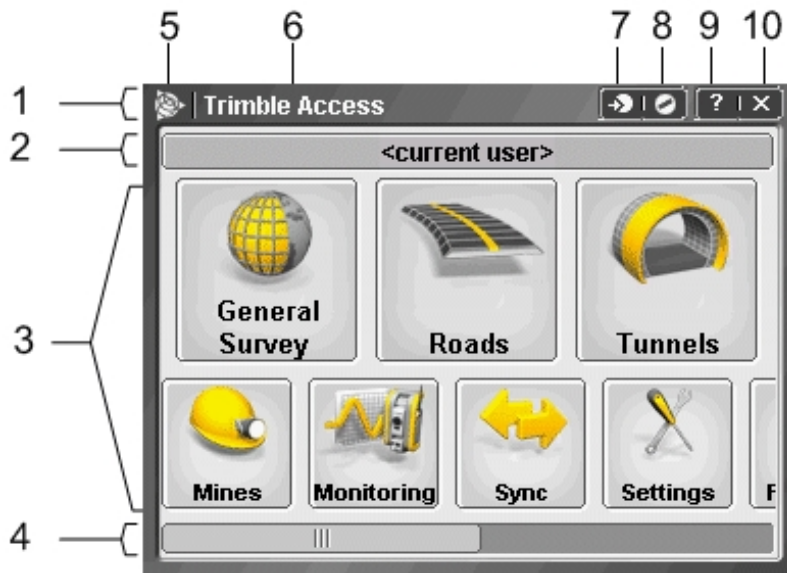 5 6 7 8 9 10
1 Trimble Access ? X
2 <current user>
3
General Survey Roads Tunnels
Mines Monitoring Sync Settings F
4